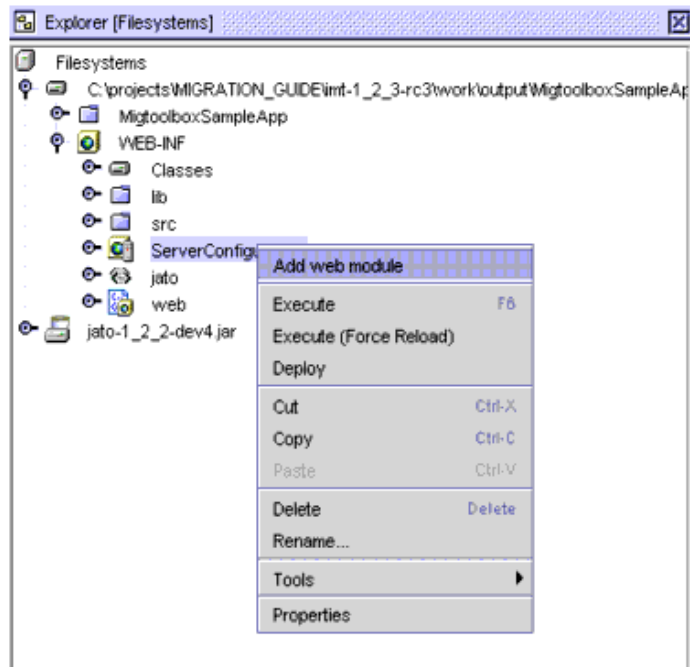 Explorer [Filesystems]
Filesystems
C:\projects\MIGRATION_GUIDE\imt-1_2_3-rc3\work\output\MigtoolboxSampleAp
MigtoolboxSampleApp
WEB-INF
Classes
lib
src
ServerConfigu
jato
web
jato-1_2_2-dev4.jar
Add web module
Execute F6
Execute (Force Reload)
Deploy
Cut Ctrl-X
Copy Ctrl-C
Paste Ctrl-V
Delete Delete
Rename...
Tools
Properties